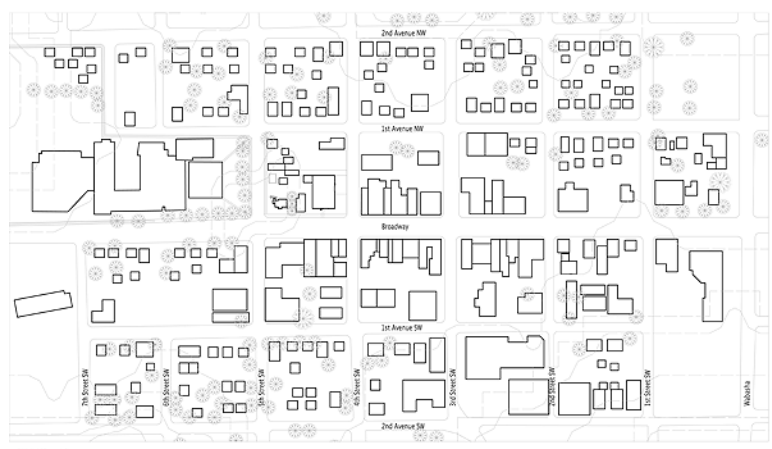 2nd Avenue NW
1st Avenue NW
Broadway
1st Avenue SW
7th Street SW
6th Street SW
5th Street SW
4th Street SW
3rd Street SW
2nd Street SW
1st Street SW
Wabasha
2nd Avenue SW